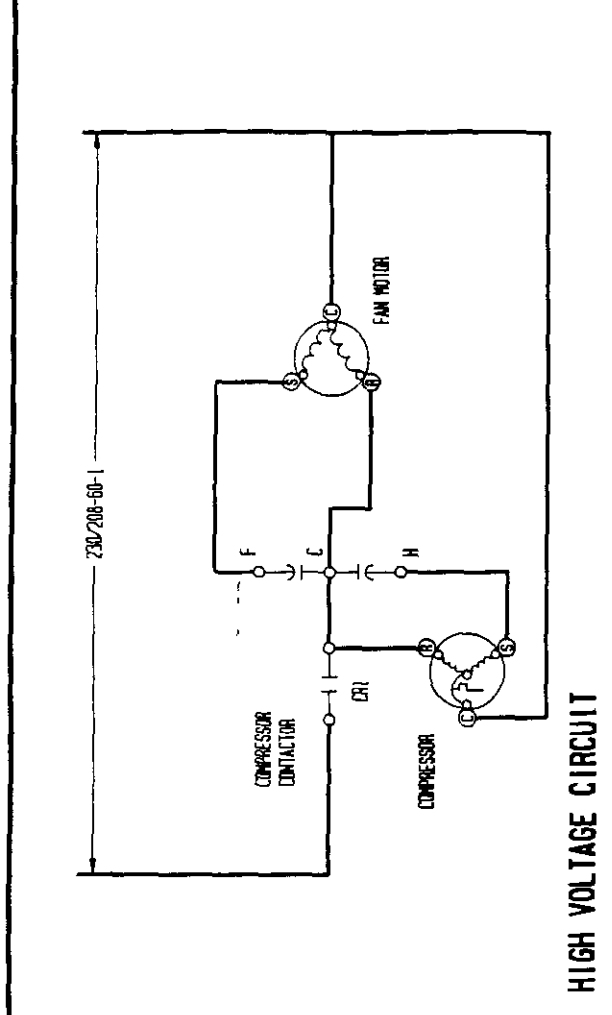 230/208-60-1
S
C
R
FAN MOTOR
F
C
H
COMPRESSOR
CONTACTOR
CR1
R
S
C
COMPRESSOR
HIGH VOLTAGE CIRCUIT